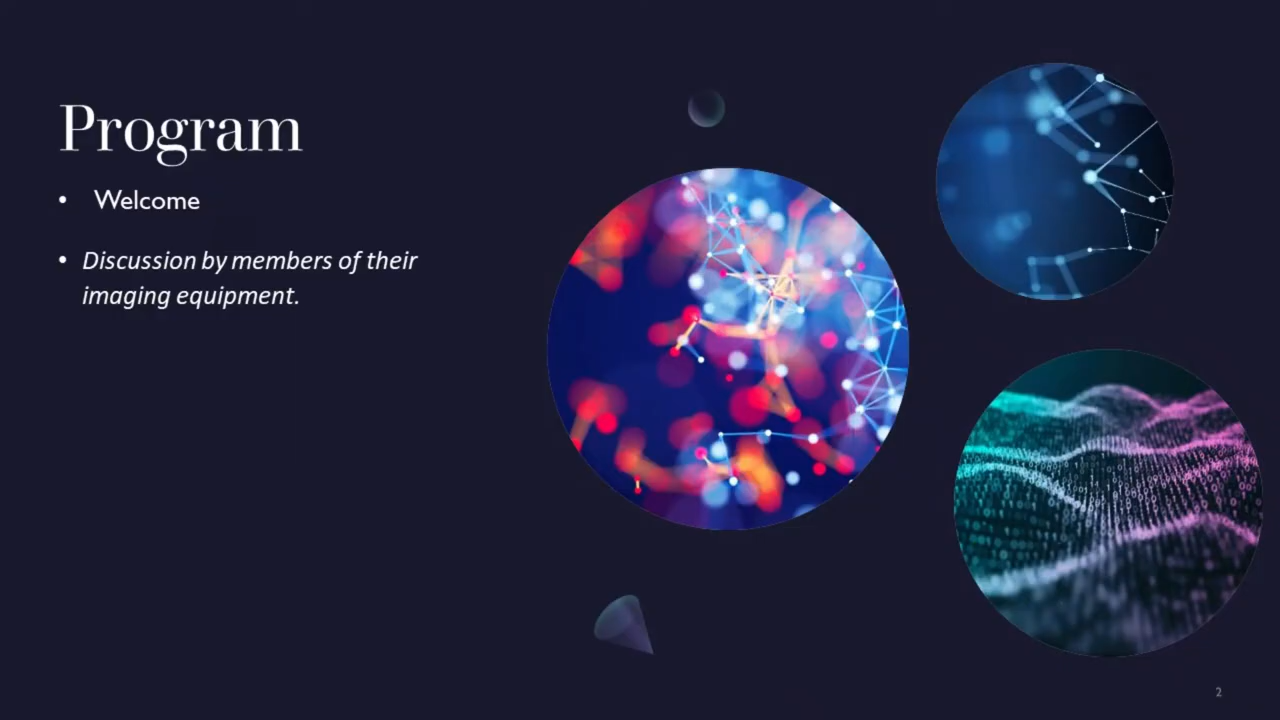 Program
• Welcome
• Discussion by members of their
imaging equipment.
2